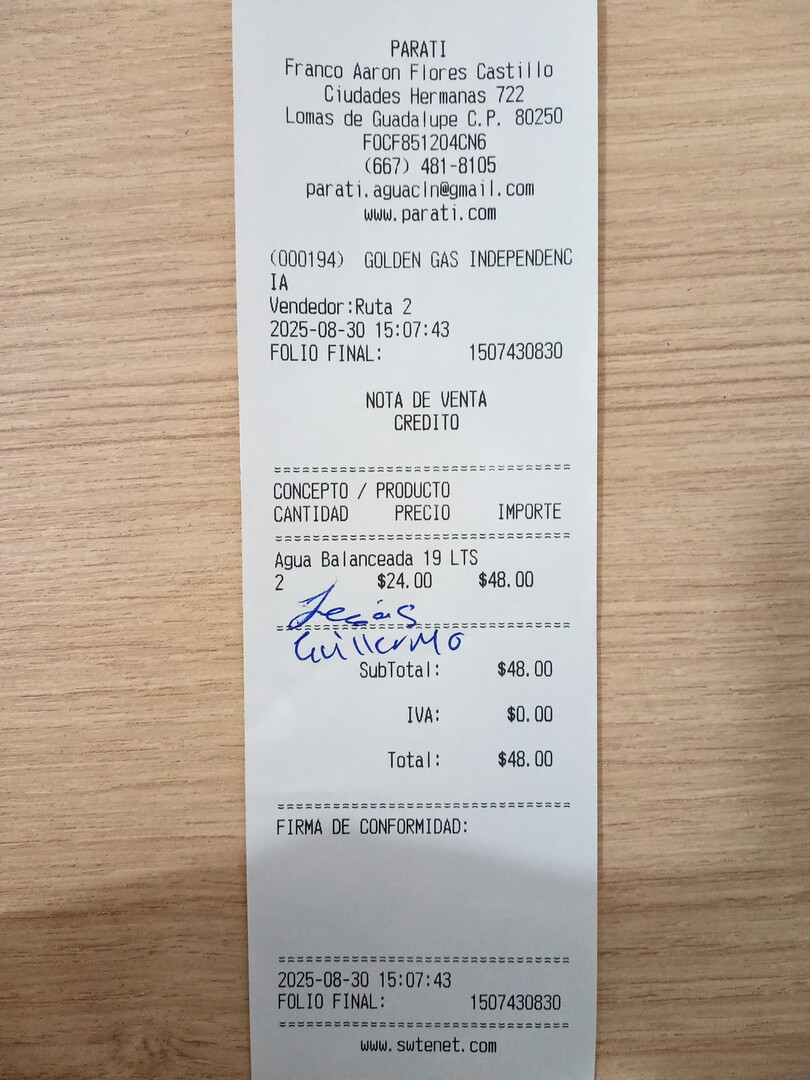 PARATI
Franco Aaron Flores Castillo
Ciudades Hermanas 722
Lomas de Guadalupe C.P. 80250
FOCF851204CN6
(667) 481-8105
parati.aguacln@gmail.com
www.parati.com
(000194) GOLDEN GAS INDEPENDENC
IA
Vendedor:Ruta 2
2025-08-30 15:07:43
FOLIO FINAL: 1507430830
NOTA DE VENTA
CREDITO
==============================
CONCEPTO / PRODUCTO
CANTIDAD PRECIO IMPORTE
==============================
Agua Balanceada 19 LTS
2 $24.00 $48.00
Jesús
==============================
Guillermo
SubTotal: $48.00
IVA: $0.00
Total: $48.00
==============================
FIRMA DE CONFORMIDAD:
==============================
2025-08-30 15:07:43
FOLIO FINAL: 1507430830
==============================
www.swtenet.com